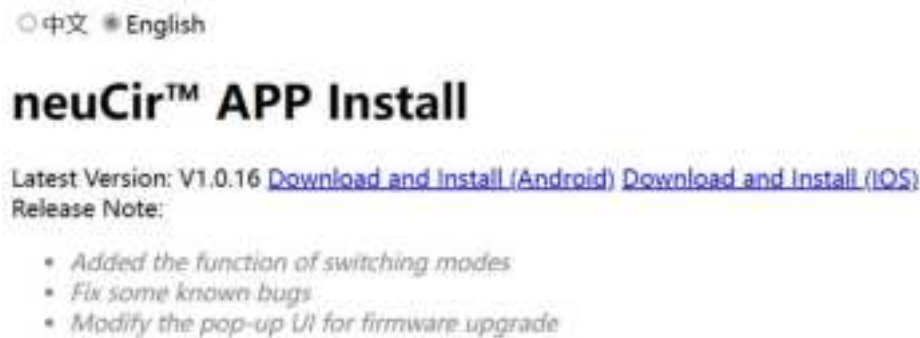 中文 English
neuCir™ APP Install
Latest Version: V1.0.16 Download and Install (Android) Download and Install (IOS)
Release Note:
Added the function of switching modes
Fix some known bugs
Modify the pop-up UI for firmware upgrade